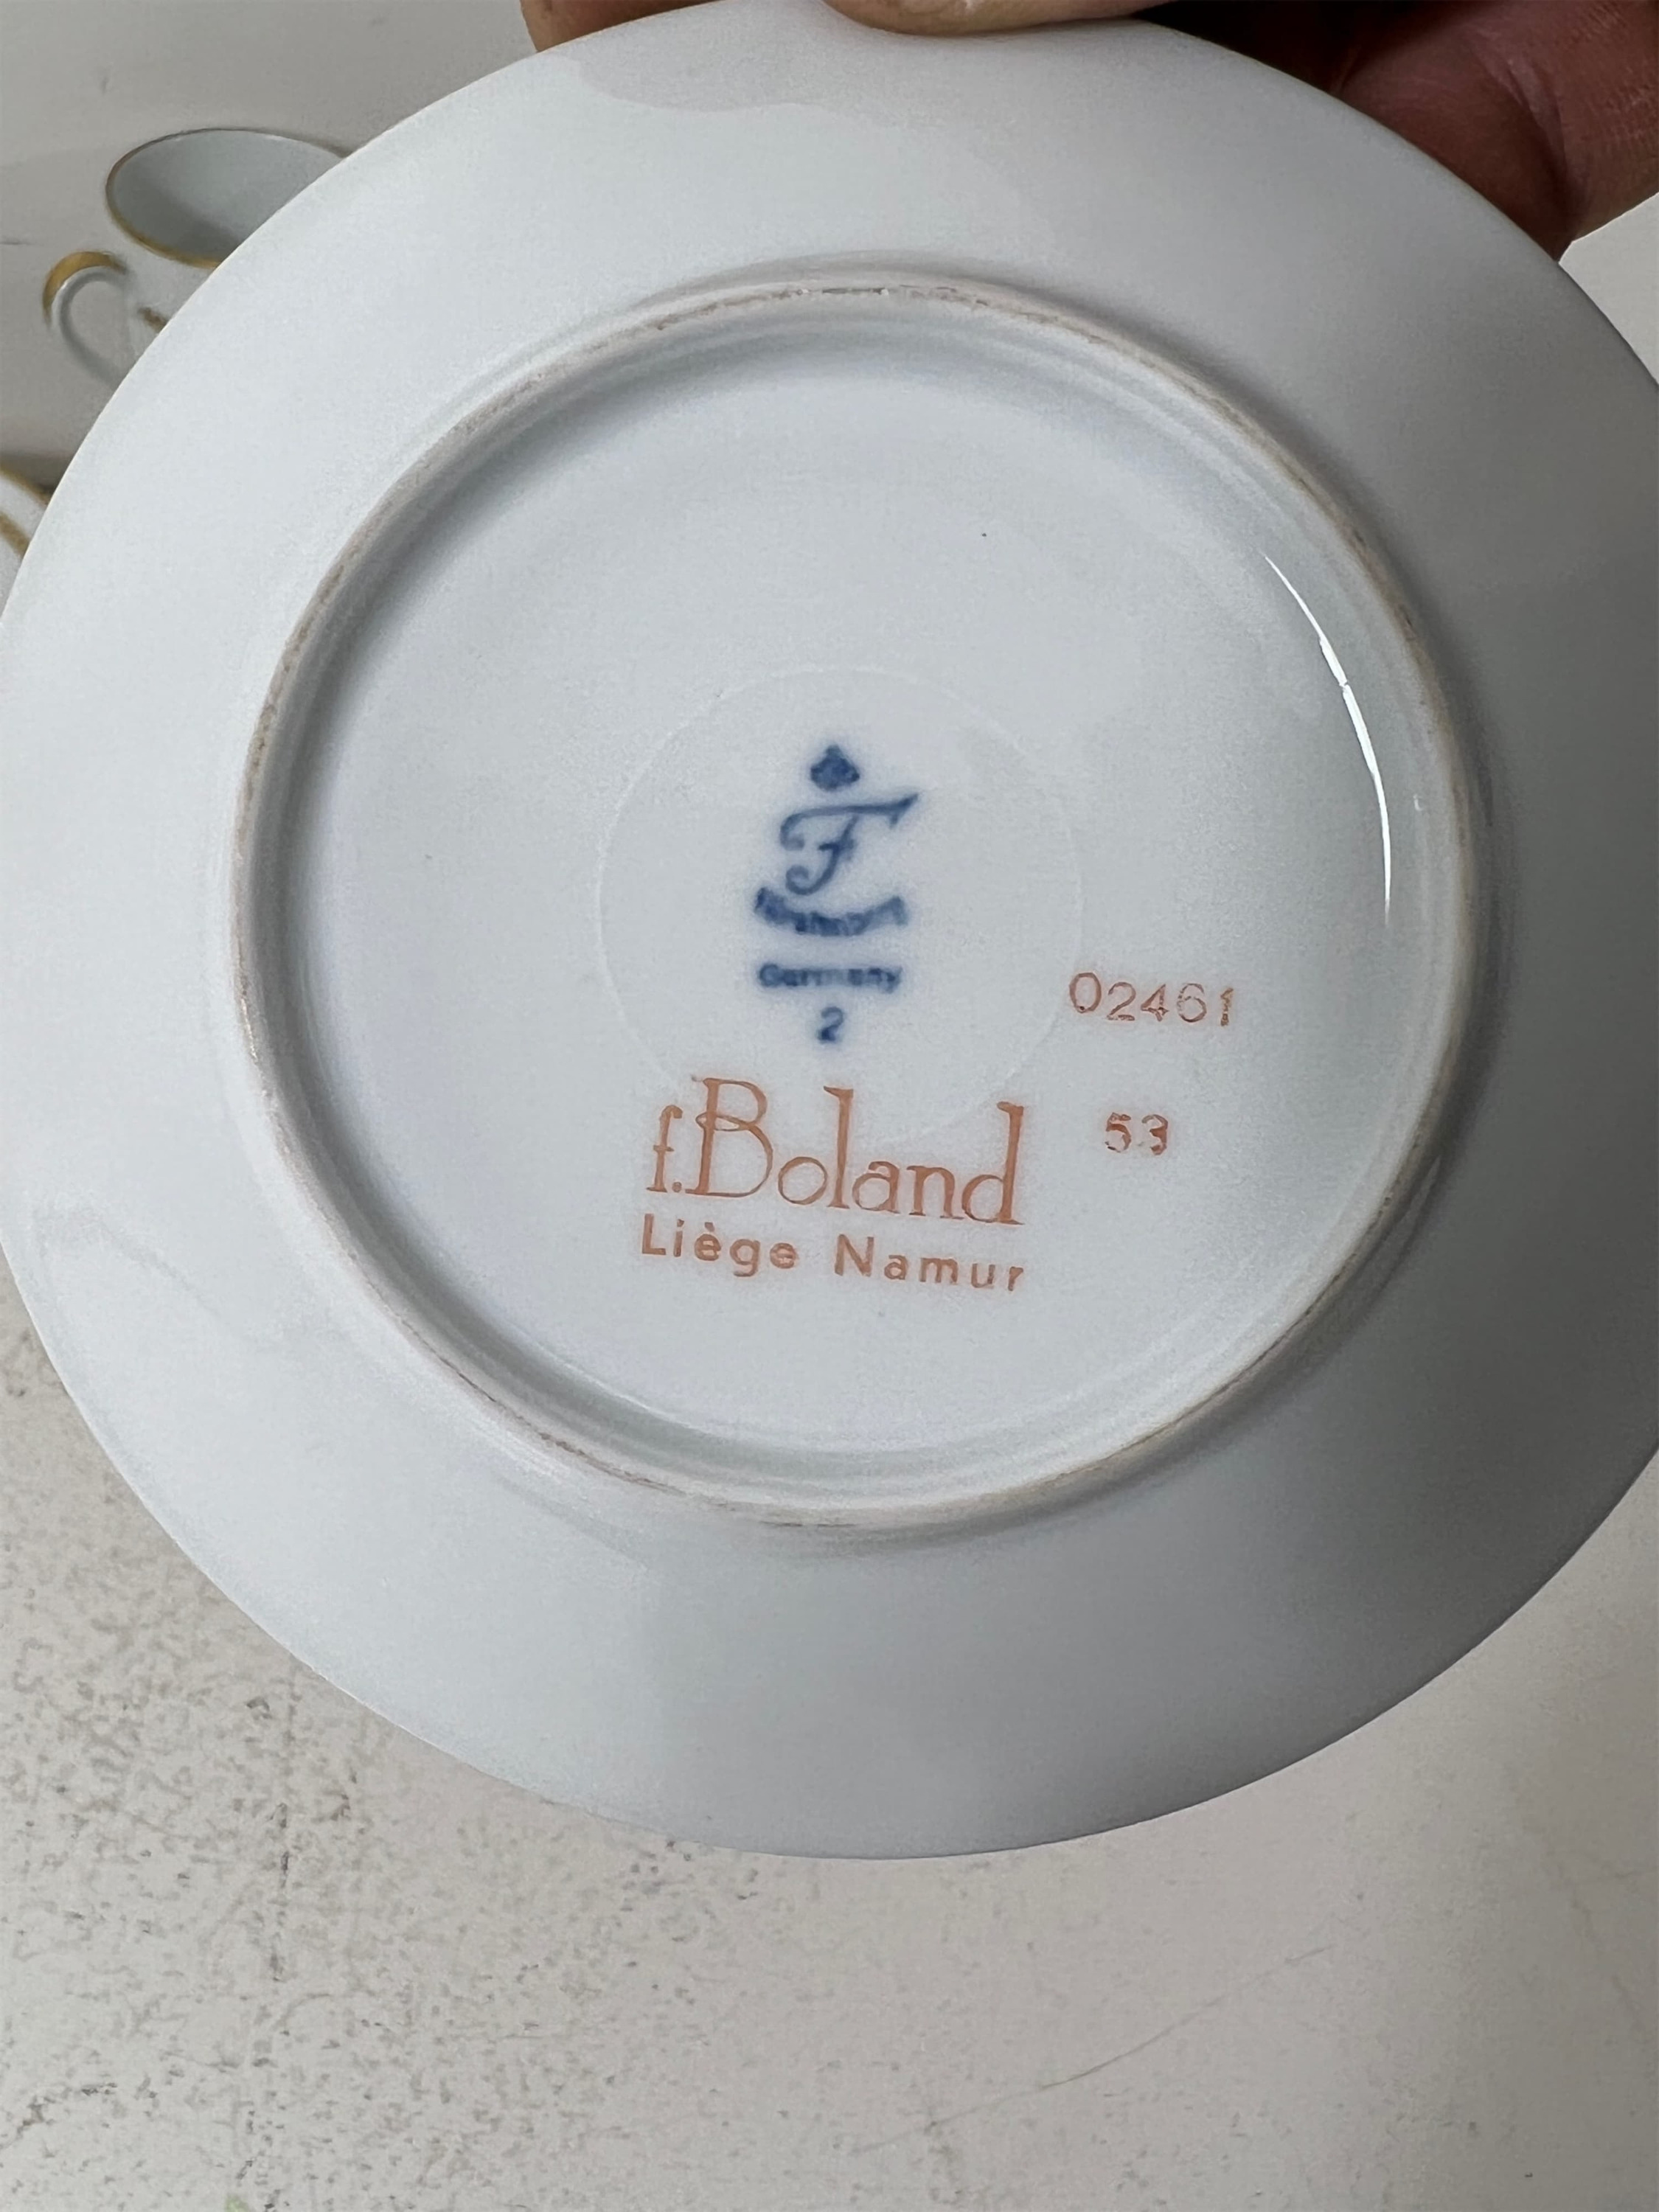 F
Germany
2
02461
53
f.Boland
Liège Namur